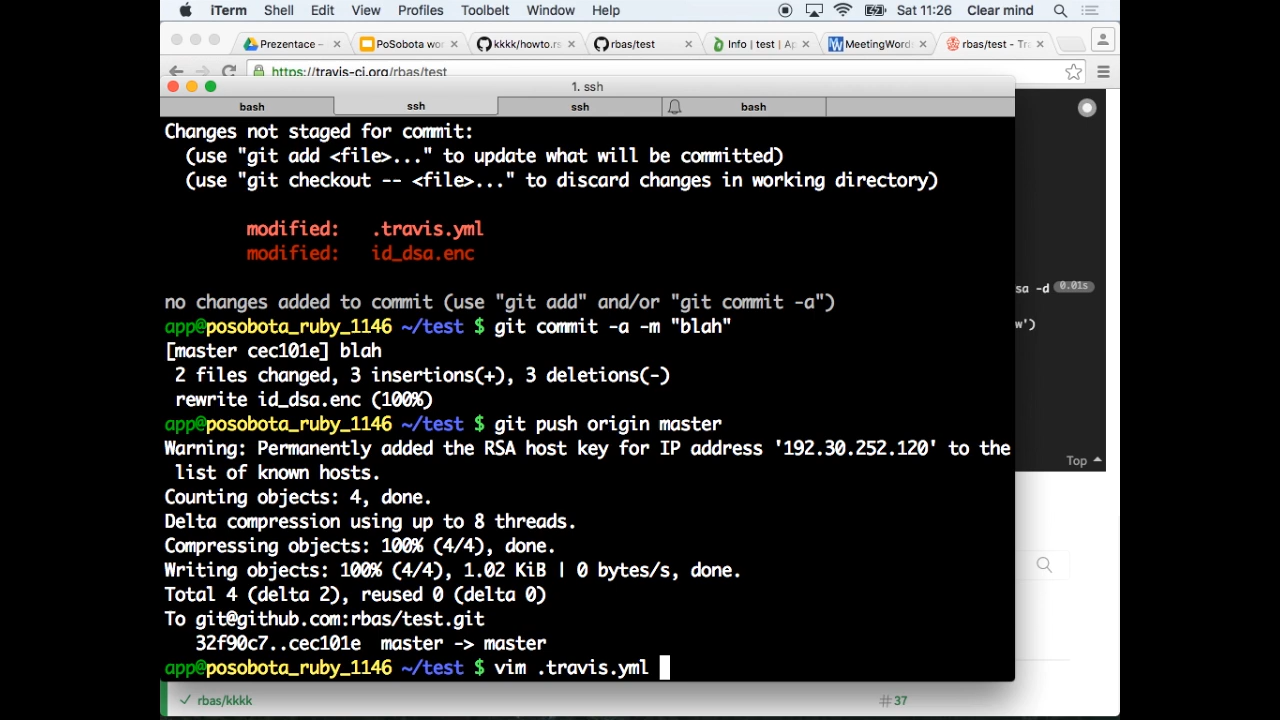 iTerm Shell Edit View Profiles Toolbelt Window Help Sat 11:26 Clear mind
Prezentace – PoSobota wo kkkk/howto.rs rbas/test Info | test | Ap MeetingWord rbas/test - Tra
https://travis-ci.org/rbas/test
1. ssh
bash ssh ssh bash
Changes not staged for commit:
(use "git add <file>..." to update what will be committed)
(use "git checkout -- <file>..." to discard changes in working directory)
modified: .travis.yml
modified: id_dsa.enc
sa -d 0.01s
no changes added to commit (use "git add" and/or "git commit -a")
w')
app@posobota_ruby_1146 ~/test $ git commit -a -m "blah"
[master cec101e] blah
2 files changed, 3 insertions(+), 3 deletions(-)
rewrite id_dsa.enc (100%)
app@posobota_ruby_1146 ~/test $ git push origin master
Warning: Permanently added the RSA host key for IP address '192.30.252.120' to the
list of known hosts.
Top
Counting objects: 4, done.
Delta compression using up to 8 threads.
Compressing objects: 100% (4/4), done.
Writing objects: 100% (4/4), 1.02 KiB | 0 bytes/s, done.
Total 4 (delta 2), reused 0 (delta 0)
To git@github.com:rbas/test.git
32f90c7..cec101e master -> master
app@posobota_ruby_1146 ~/test $ vim .travis.yml
✓ rbas/kkkk # 37